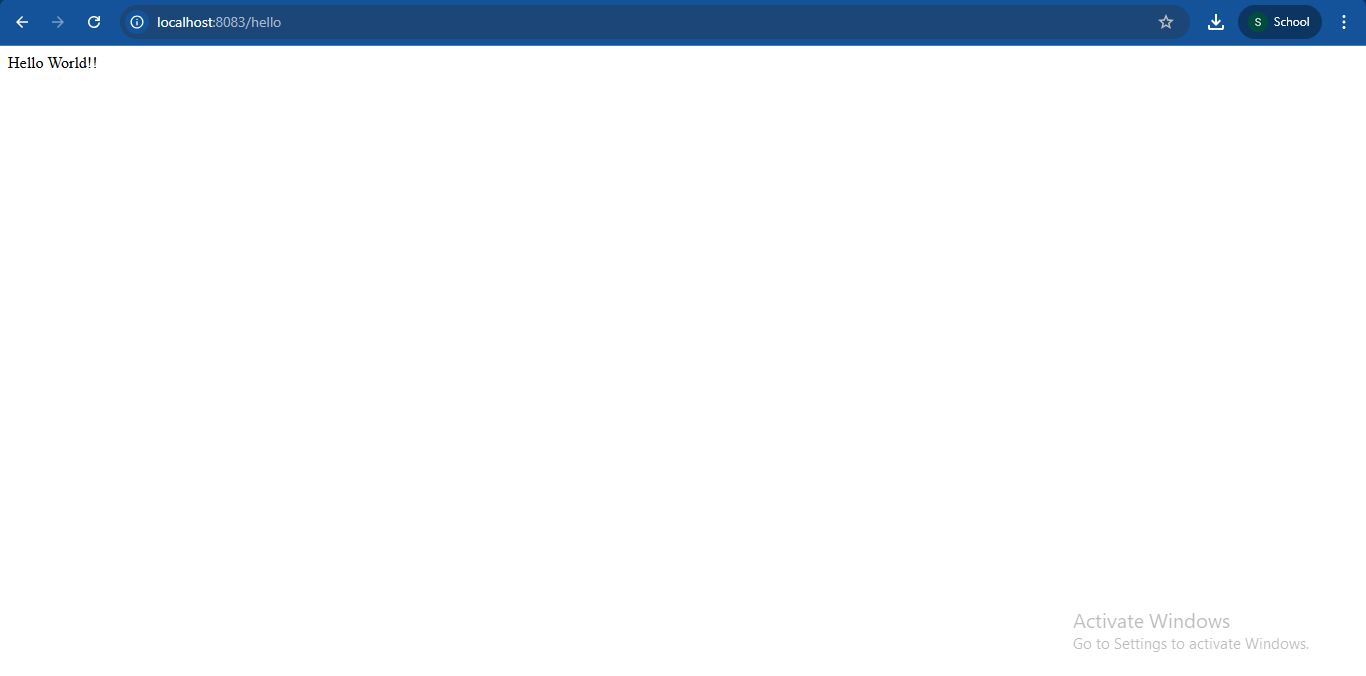 localhost:8083/hello
S School
Hello World!!
Activate Windows
Go to Settings to activate Windows.